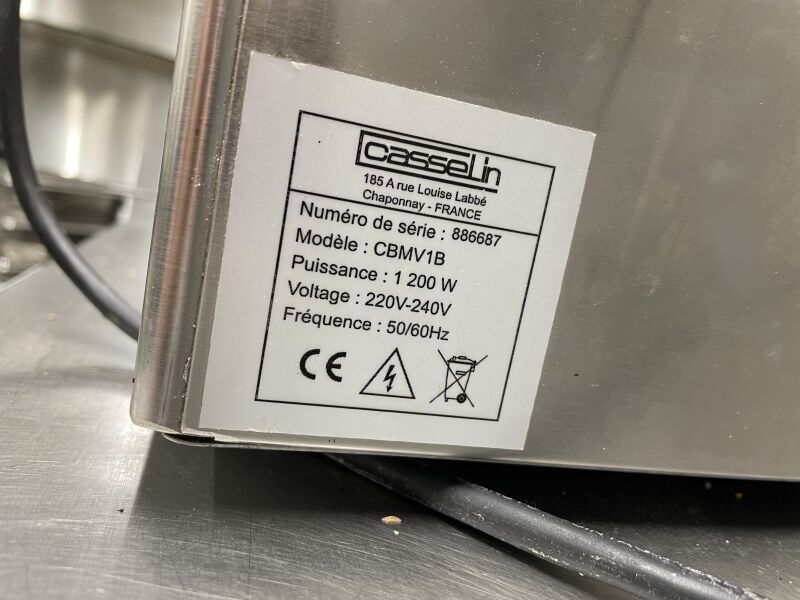 casselin
185 A rue Louise Labbé
Chaponnay - FRANCE
Numéro de série : 886687
Modèle : CBMV1B
Puissance : 1 200 W
Voltage : 220V-240V
Fréquence : 50/60Hz
CE